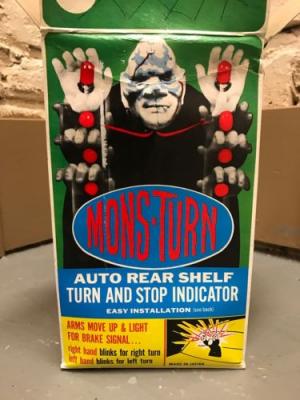 MONS-TURN
AUTO REAR SHELF
TURN AND STOP INDICATOR
EASY INSTALLATION (see back)
ARMS MOVE UP & LIGHT
FOR BRAKE SIGNAL...
right hand blinks for right turn
left hand blinks for left turn
MADE IN JAPAN